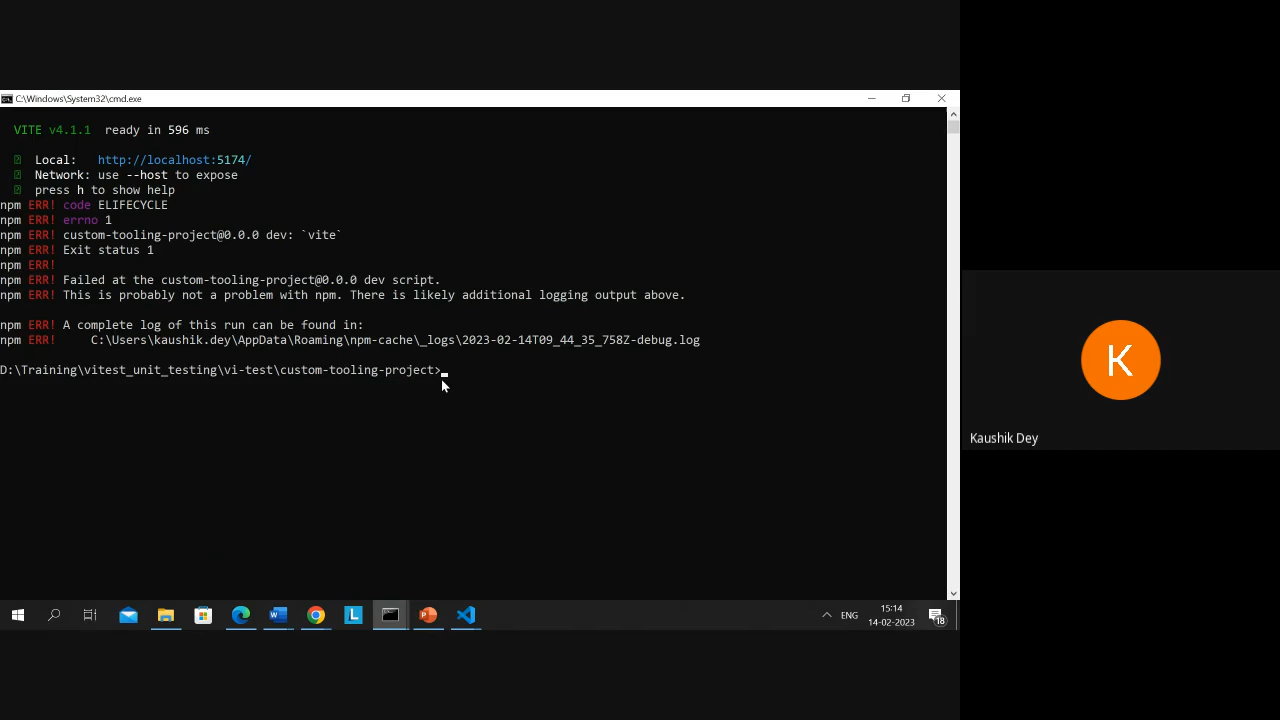 C:\Windows\System32\cmd.exe
VITE v4.1.1  ready in 596 ms
Local:   http://localhost:5174/
Network: use --host to expose
press h to show help
npm ERR! code ELIFECYCLE
npm ERR! errno 1
npm ERR! custom-tooling-project@0.0.0 dev: `vite`
npm ERR! Exit status 1
npm ERR!
npm ERR! Failed at the custom-tooling-project@0.0.0 dev script.
npm ERR! This is probably not a problem with npm. There is likely additional logging output above.
npm ERR! A complete log of this run can be found in:
npm ERR!     C:\Users\kaushik.dey\AppData\Roaming\npm-cache\_logs\2023-02-14T09_44_35_758Z-debug.log
D:\Training\vitest_unit_testing\vi-test\custom-tooling-project>
K
Kaushik Dey
L
W
P
ENG
15:14
14-02-2023
18